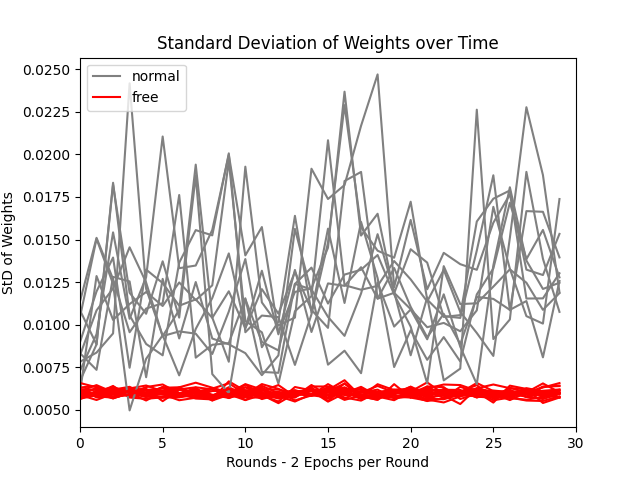 Standard Deviation of Weights over Time
normal
free
StD of Weights
0.0250
0.0225
0.0200
0.0175
0.0150
0.0125
0.0100
0.0075
0.0050
0 5 10 15 20 25 30
Rounds - 2 Epochs per Round